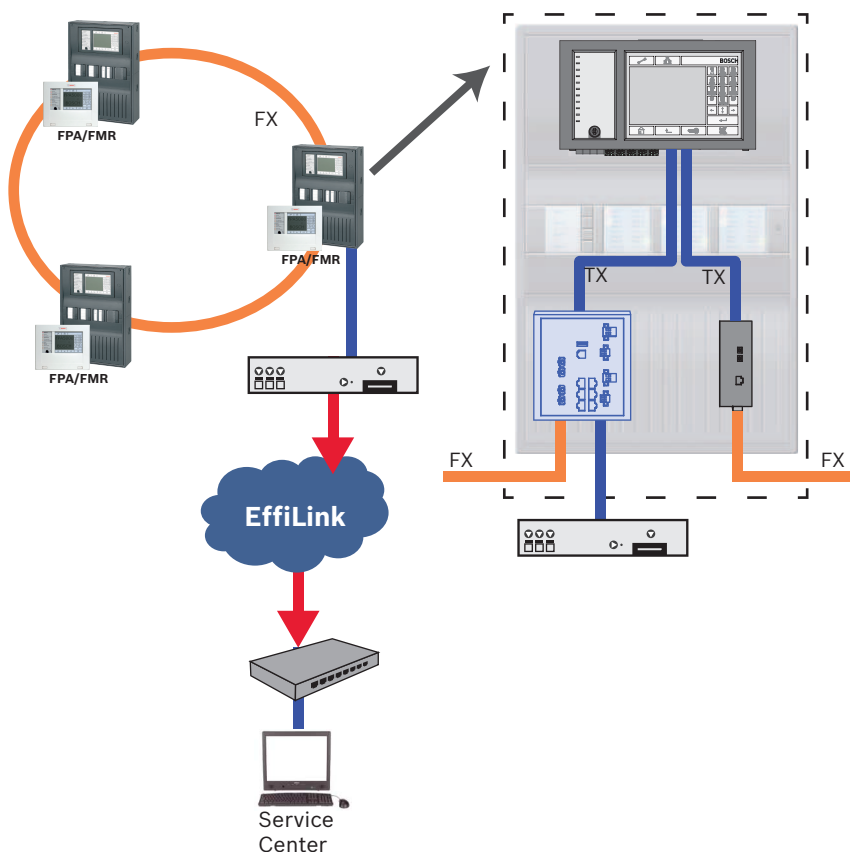 FPA/FMR
FX
FPA/FMR
FPA/FMR
EffiLink
Service
Center
BOSCH
TX
TX
FX
FX